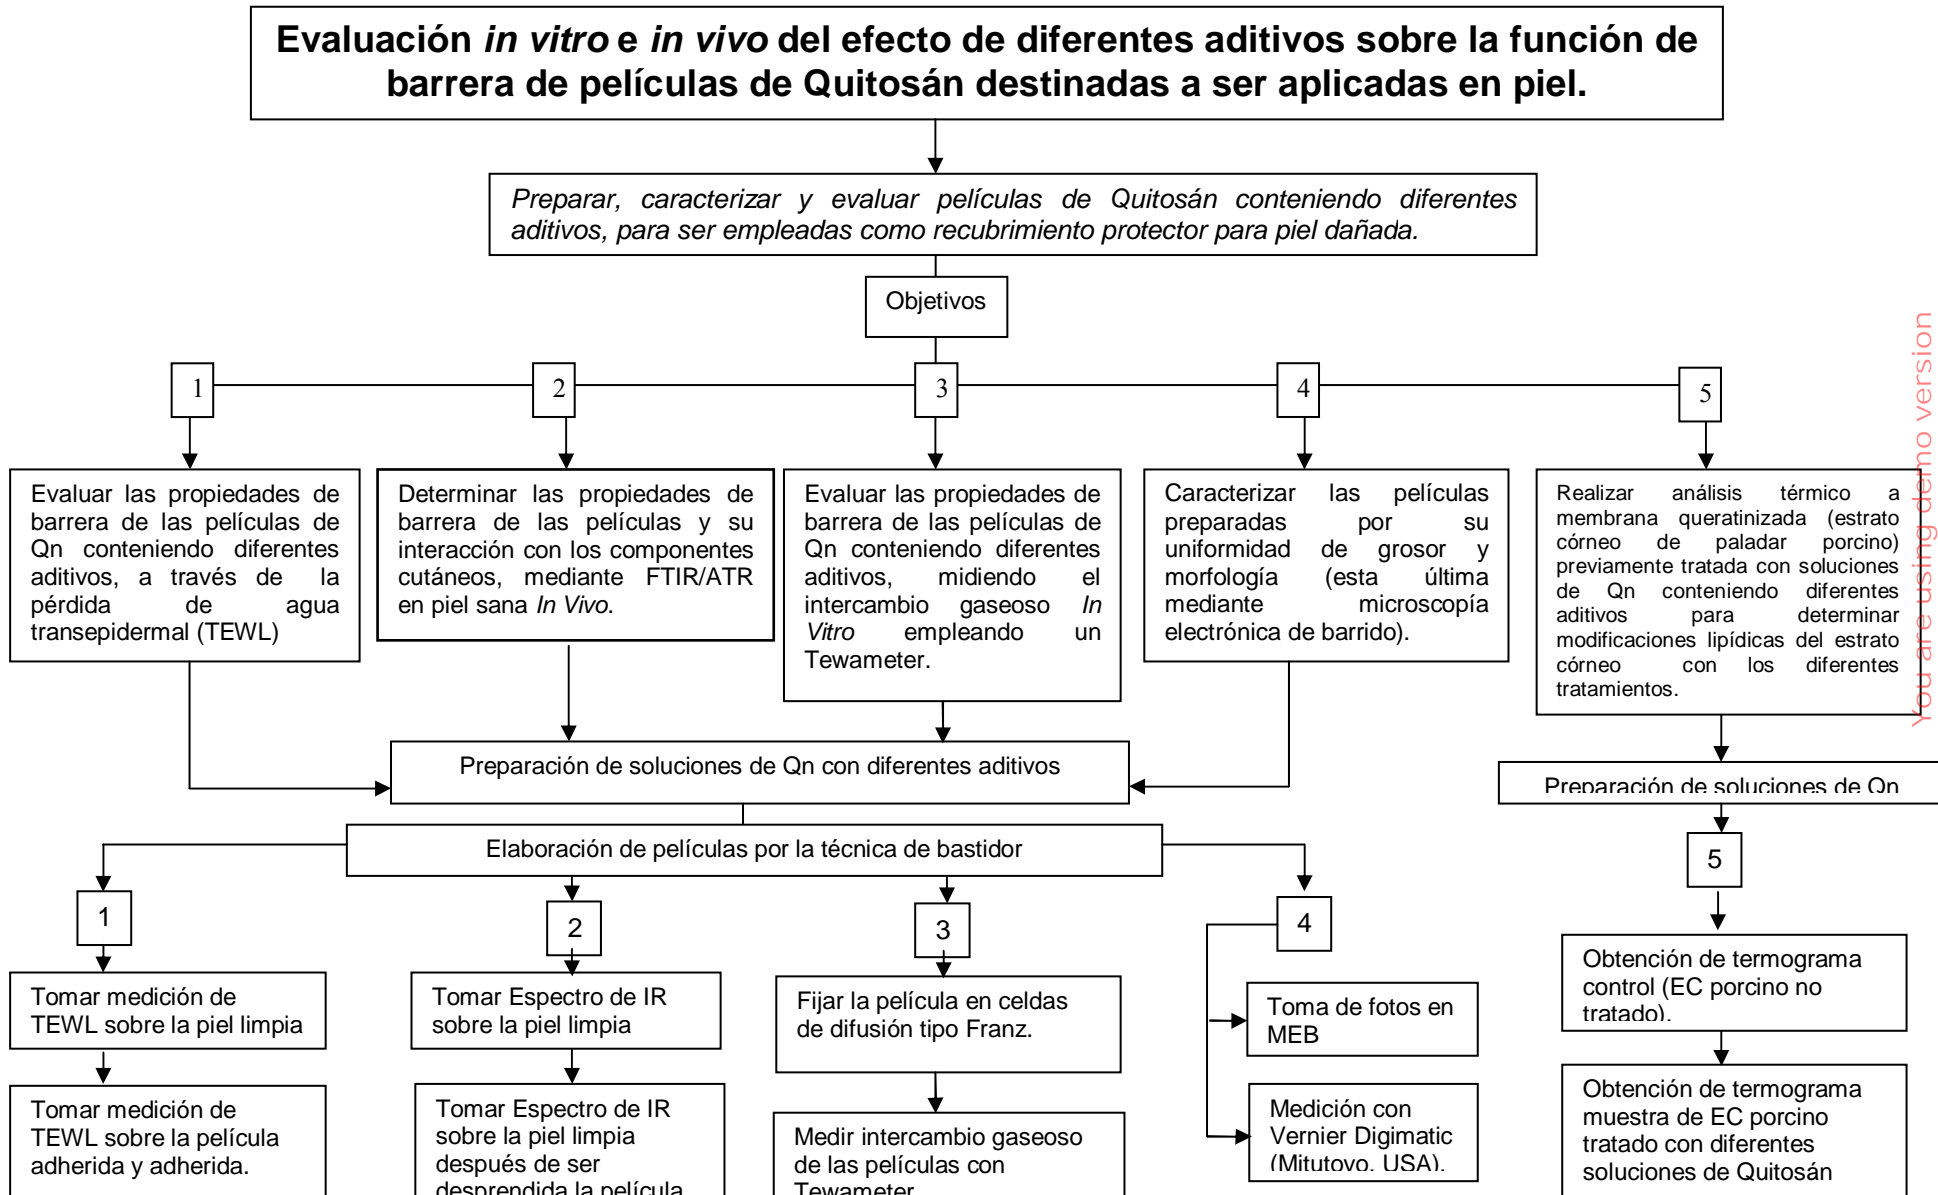 Evaluación in vitro e in vivo del efecto de diferentes aditivos sobre la función de
barrera de películas de Quitosán destinadas a ser aplicadas en piel.
Preparar, caracterizar y evaluar películas de Quitosán conteniendo diferentes
aditivos, para ser empleadas como recubrimiento protector para piel dañada.
Objetivos
1
2
3
4
5
Evaluar las propiedades de
barrera de las películas de
Qn conteniendo diferentes
aditivos, a través de la
pérdida de agua
transepidermal (TEWL)
Determinar las propiedades de
barrera de las películas y su
interacción con los componentes
cutáneos, mediante FTIR/ATR
en piel sana In Vivo.
Evaluar las propiedades de
barrera de las películas de
Qn conteniendo diferentes
aditivos, midiendo el
intercambio gaseoso In
Vitro empleando un
Tewameter.
Caracterizar las películas
preparadas por su
uniformidad de grosor y
morfología (esta última
mediante microscopía
electrónica de barrido).
Realizar análisis térmico a
membrana queratinizada (estrato
córneo de paladar porcino)
previamente tratada con soluciones
de Qn conteniendo diferentes
aditivos para determinar
modificaciones lipídicas del estrato
córneo con los diferentes
tratamientos.
Preparación de soluciones de Qn con diferentes aditivos
Preparación de soluciones de Qn
Elaboración de películas por la técnica de bastidor
1
2
3
4
5
Tomar medición de
TEWL sobre la piel limpia
Tomar medición de
TEWL sobre la película
adherida y adherida.
Tomar Espectro de IR
sobre la piel limpia
Tomar Espectro de IR
sobre la piel limpia
después de ser
desprendida la película
Fijar la película en celdas
de difusión tipo Franz.
Medir intercambio gaseoso
de las películas con
Tewameter
Toma de fotos en
MEB
Medición con
Vernier Digimatic
(Mitutoyo. USA).
Obtención de termograma
control (EC porcino no
tratado).
Obtención de termograma
muestra de EC porcino
tratado con diferentes
soluciones de Quitosán
You are using demo version